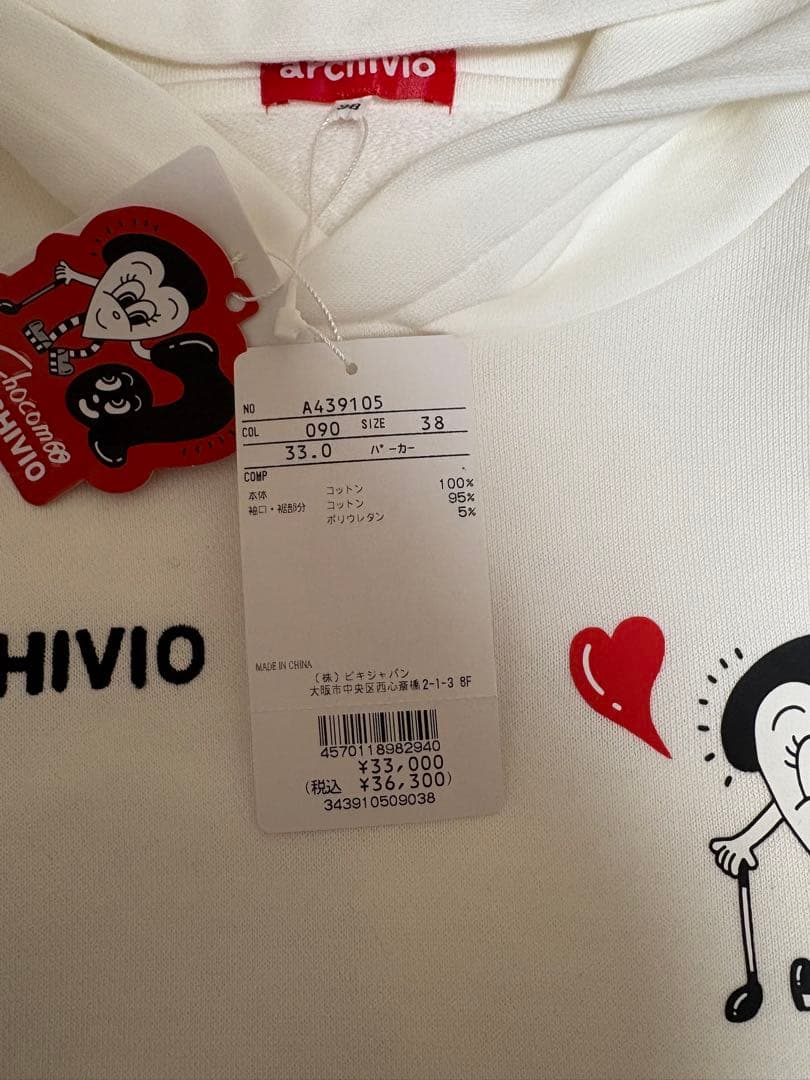 archivio
38
Chocomoo
ARCHIVIO
NO A439105
COL 090 SIZE 38
33.0 パーカー
COMP
本体 コットン 100%
袖口・裾部分 コットン 95%
ポリウレタン 5%
MADE IN CHINA
(株)ピキジャパン
大阪市中央区西心斎橋2-1-3 8F
4570118982940
¥33,000
(税込 ¥36,300)
343910509038
HIVIO